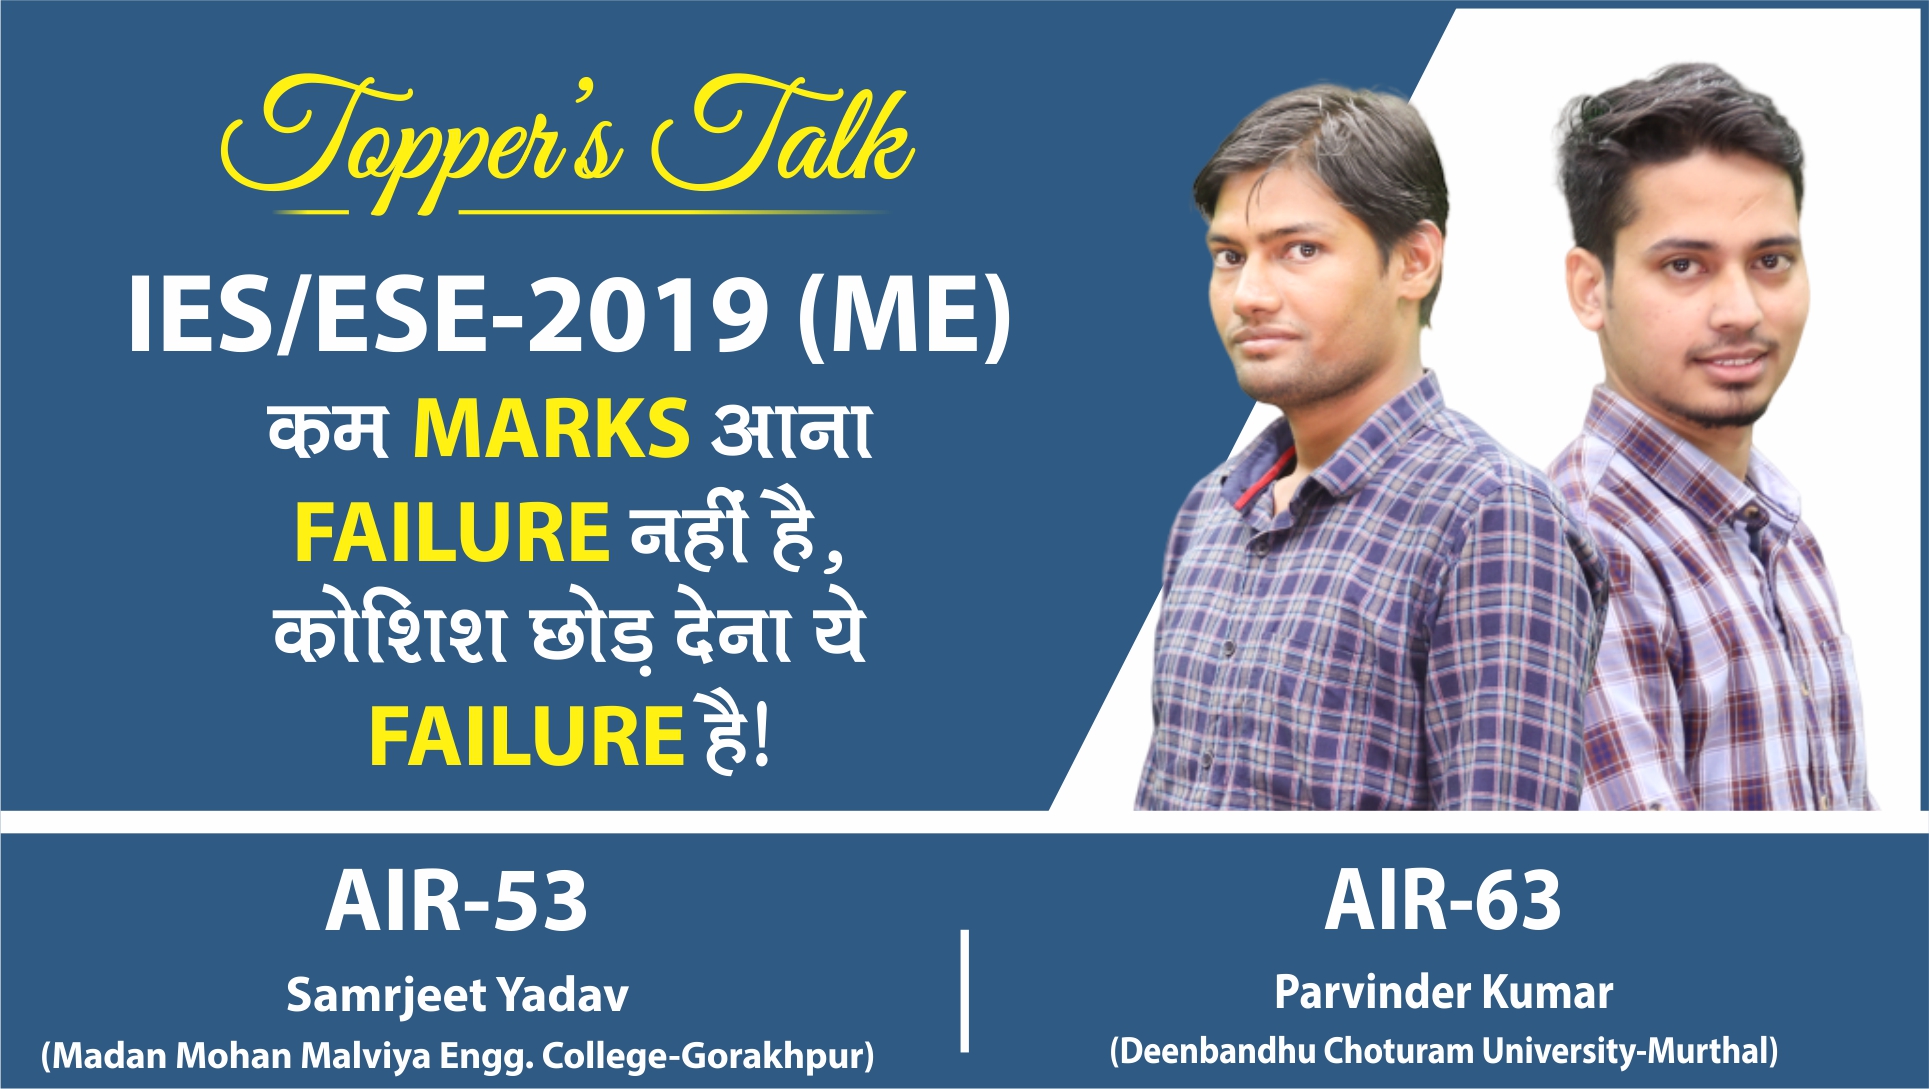 Topper's Talk
IES/ESE-2019 (ME)
कम MARKS आना
FAILURE नहीं है,
कोशिश छोड़ देना ये
FAILURE है!
AIR-53
Samrjeet Yadav
(Madan Mohan Malviya Engg. College-Gorakhpur)
AIR-63
Parvinder Kumar
(Deenbandhu Choturam University-Murthal)